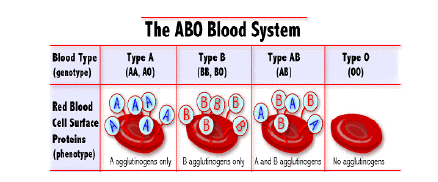 The ABO Blood System
Blood Type
(genotype)
Type A
(AA, AO)
Type B
(BB, BO)
Type AB
(AB)
Type O
(OO)
Red Blood
Cell Surface
Proteins
(phenotype)
A A A A A
B B B B B
A B A B A
A agglutinogens only
B agglutinogens only
A and B agglutinogens
No agglutinogens